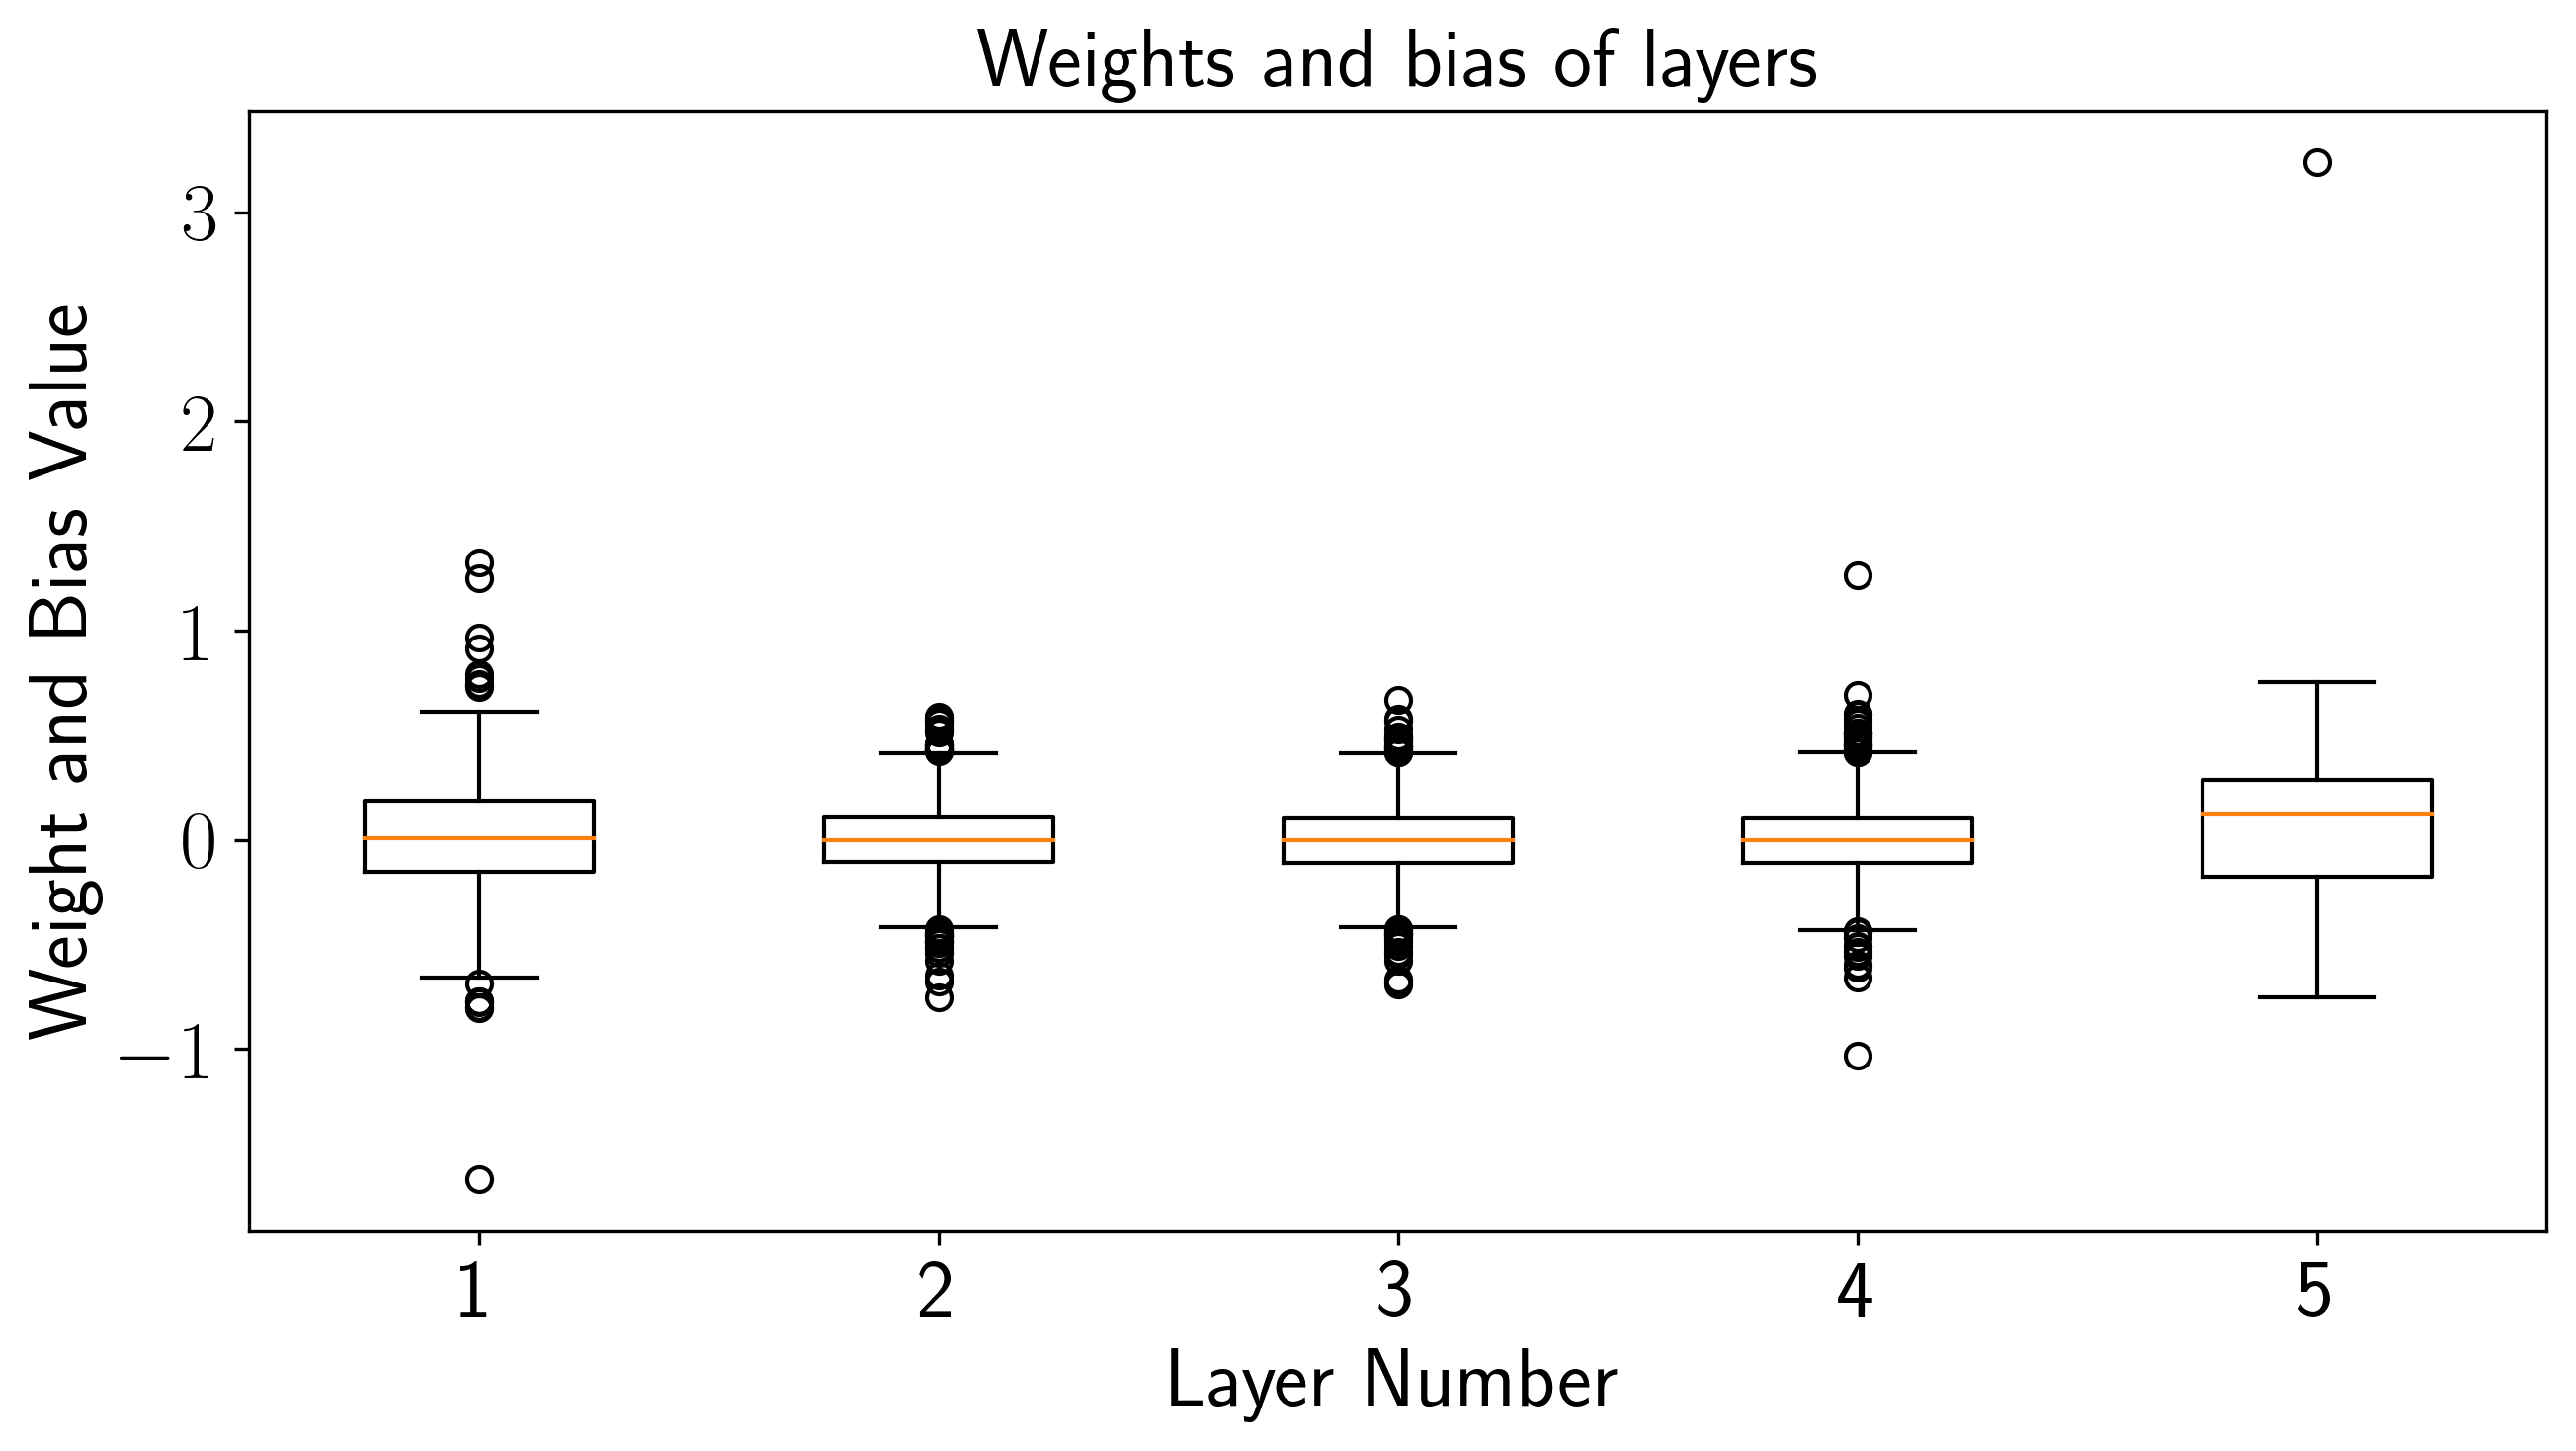 Weights and bias of layers
Weight and Bias Value
3
2
1
0
−1
1 2 3 4 5
Layer Number